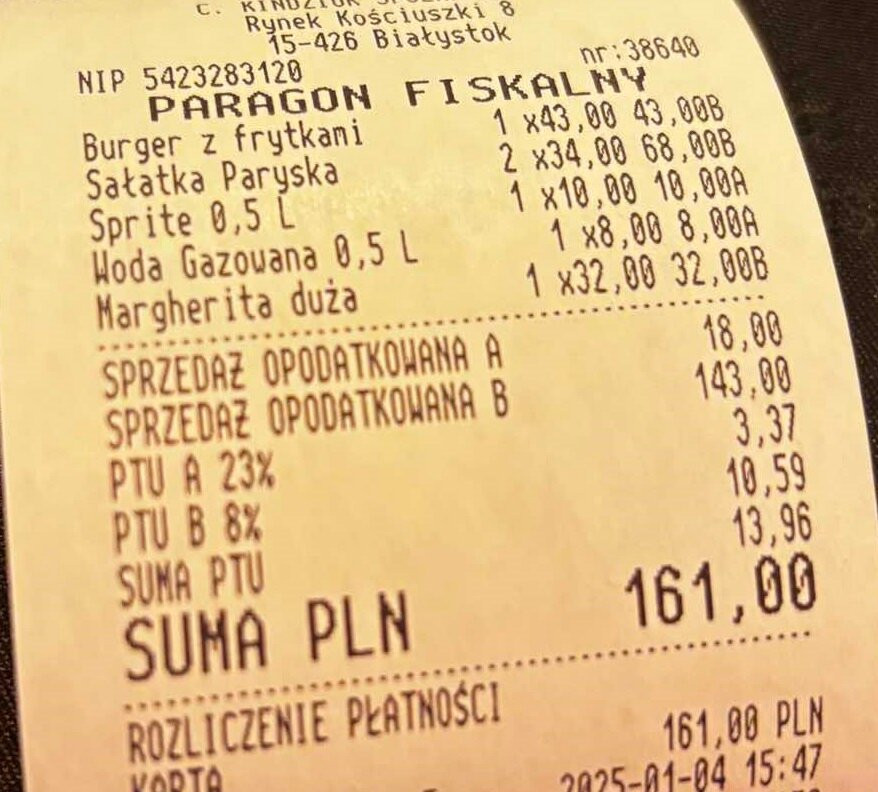 Rynek Kościuszki 8
15-426 Białystok
NIP 5423283120 nr:38640
PARAGON FISKALNY
Burger z frytkami 1 x43,00 43,00B
Sałatka Paryska 2 x34,00 68,00B
Sprite 0,5 L 1 x10,00 10,00A
Woda Gazowana 0,5 L 1 x8,00 8,00A
Margherita duża 1 x32,00 32,00B
SPRZEDAŻ OPODATKOWANA A 18,00
SPRZEDAŻ OPODATKOWANA B 143,00
PTU A 23% 3,37
PTU B 8% 10,59
SUMA PTU 13,96
SUMA PLN 161,00
ROZLICZENIE PŁATNOŚCI
KARTA 161,00 PLN
2025-01-04 15:47